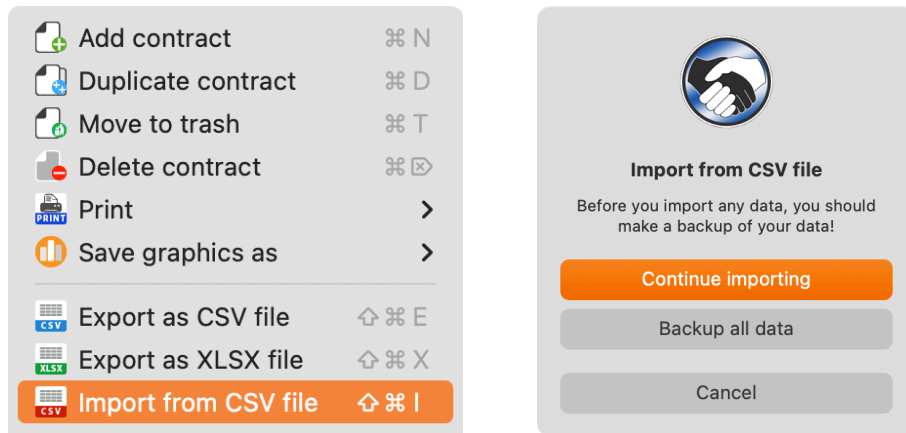 Add contract ⌘ N
Duplicate contract ⌘ D
Move to trash ⌘ T
Delete contract ⌘ ⌦
PRINT Print
Save graphics as
CSV Export as CSV file ⇧ ⌘ E
XLSX Export as XLSX file ⇧ ⌘ X
CSV Import from CSV file ⇧ ⌘ I
Import from CSV file
Before you import any data, you should
make a backup of your data!
Continue importing
Backup all data
Cancel